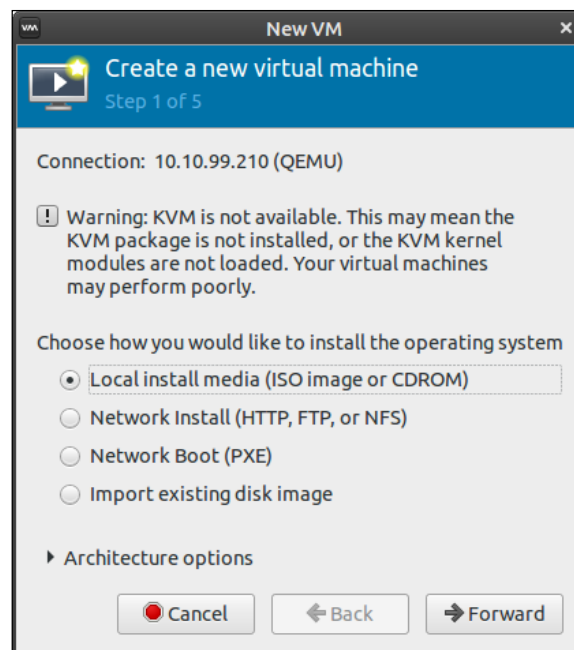 New VM
Create a new virtual machine
Step 1 of 5
Connection: 10.10.99.210 (QEMU)
Warning: KVM is not available. This may mean the
KVM package is not installed, or the KVM kernel
modules are not loaded. Your virtual machines
may perform poorly.
Choose how you would like to install the operating system
Local install media (ISO image or CDROM)
Network Install (HTTP, FTP, or NFS)
Network Boot (PXE)
Import existing disk image
Architecture options
Cancel Back Forward